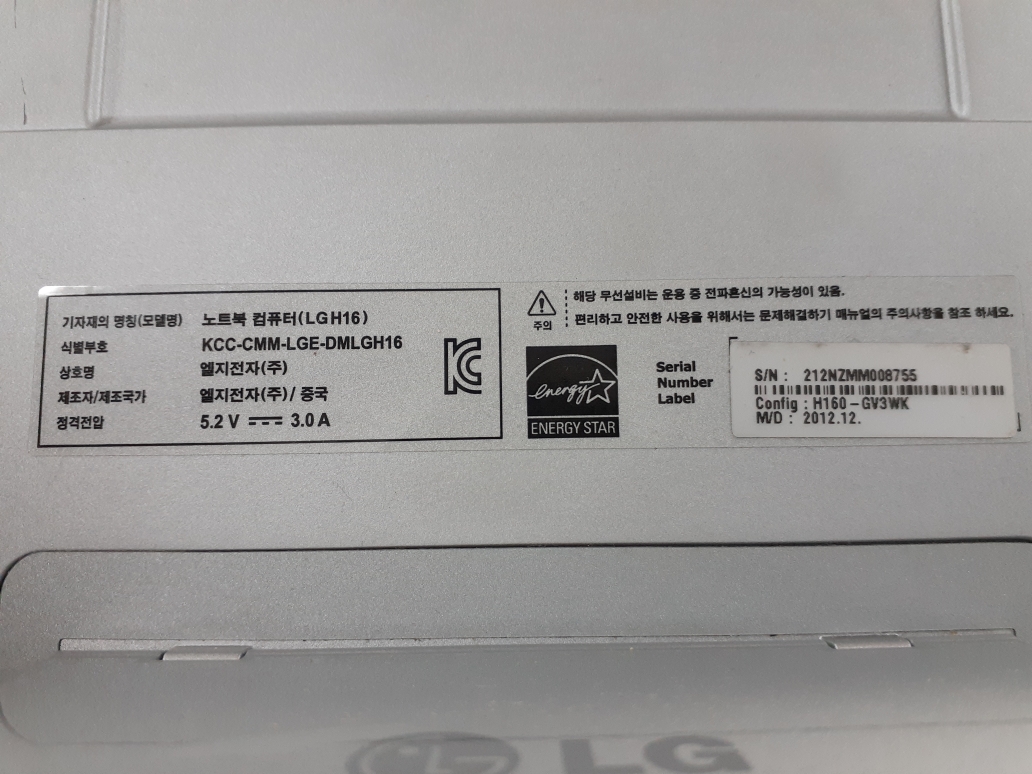 기자재의 명칭(모델명) 노트북 컴퓨터(LG H16)
식별부호 KCC-CMM-LGE-DMLGH16
상호명 엘지전자(주)
제조자/제조국가 엘지전자(주)/ 중국
정격전압 5.2 V 3.0 A
해당 무선설비는 운용 중 전파혼신의 가능성이 있음.
주의
편리하고 안전한 사용을 위해서는 문제해결하기 매뉴얼의 주의사항을 참조 하세요.
energy
ENERGY STAR
Serial
Number
Label
S/N : 212NZMM008755
Config : H160-GV3WK
M/D : 2012.12.
LG